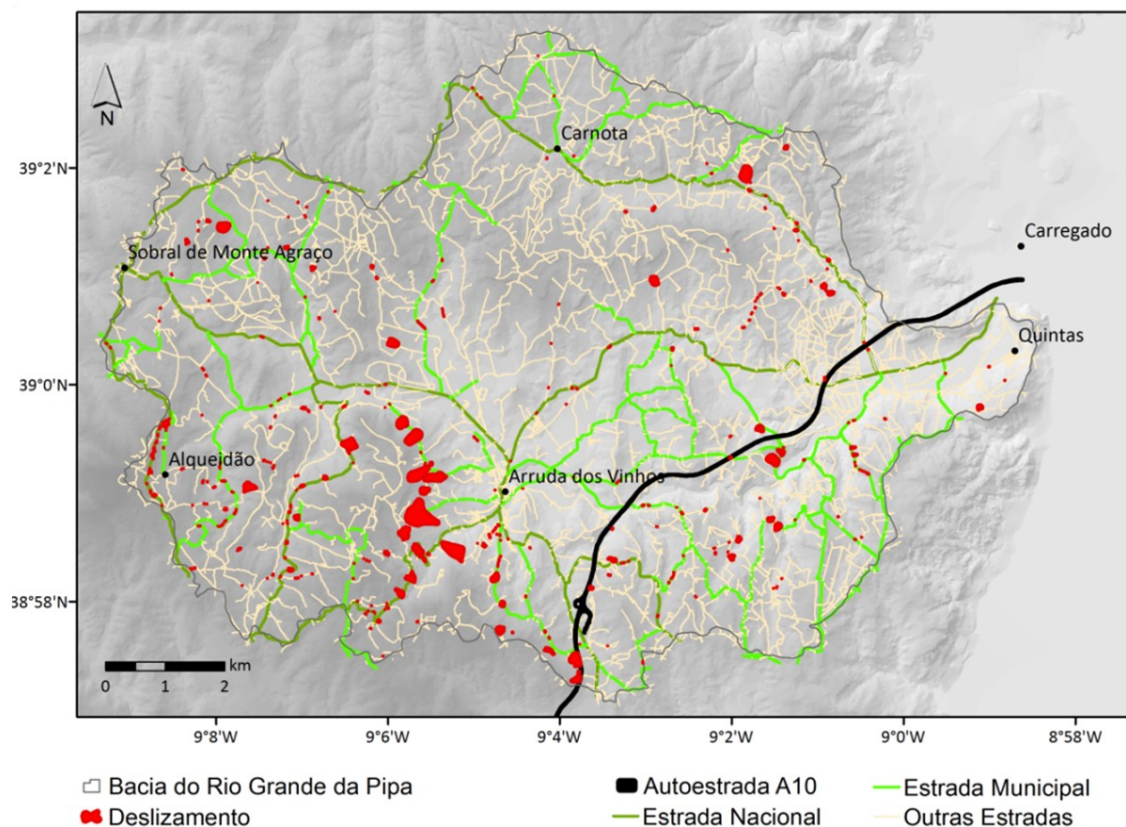 N
39°2'N
39°0'N
38°58'N
Carnota
Carregado
Sobral de Monte Agraço
Quintas
Alqueidão
Arruda dos Vinhos
km
0 1 2
9°8'W 9°6'W 9°4'W 9°2'W 9°0'W 8°58'W
Bacia do Rio Grande da Pipa
Deslizamento
Autoestrada A10
Estrada Nacional
Estrada Municipal
Outras Estradas